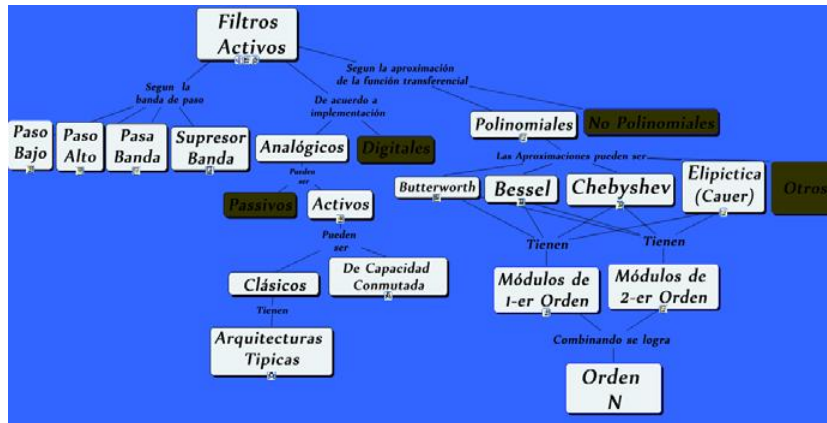 Filtros
Activos
Segun la aproximación
de la función transferencial
Segun la
banda de paso
De acuerdo a
implementación
Paso
Bajo
Paso
Alto
Pasa
Banda
Supresor
Banda
Analógicos
Digitales
Polinomiales
No Polinomiales
Pueden
ser
Las Aproximaciones pueden ser
Passivos
Activos
Butterworth
Bessel
Chebyshev
Elipictica
(Cauer)
Otros
Pueden
ser
Tienen
Tienen
Clásicos
De Capacidad
Conmutada
Módulos de
1-er Orden
Módulos de
2-er Orden
Tienen
Arquitecturas
Tipicas
Combinando se logra
Orden
N